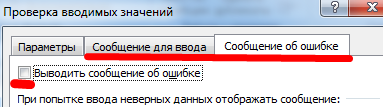 Проверка вводимых значений
Параметры Сообщение для ввода Сообщение об ошибке
Выводить сообщение об ошибке
При попытке ввода неверных данных отображать сообщение: